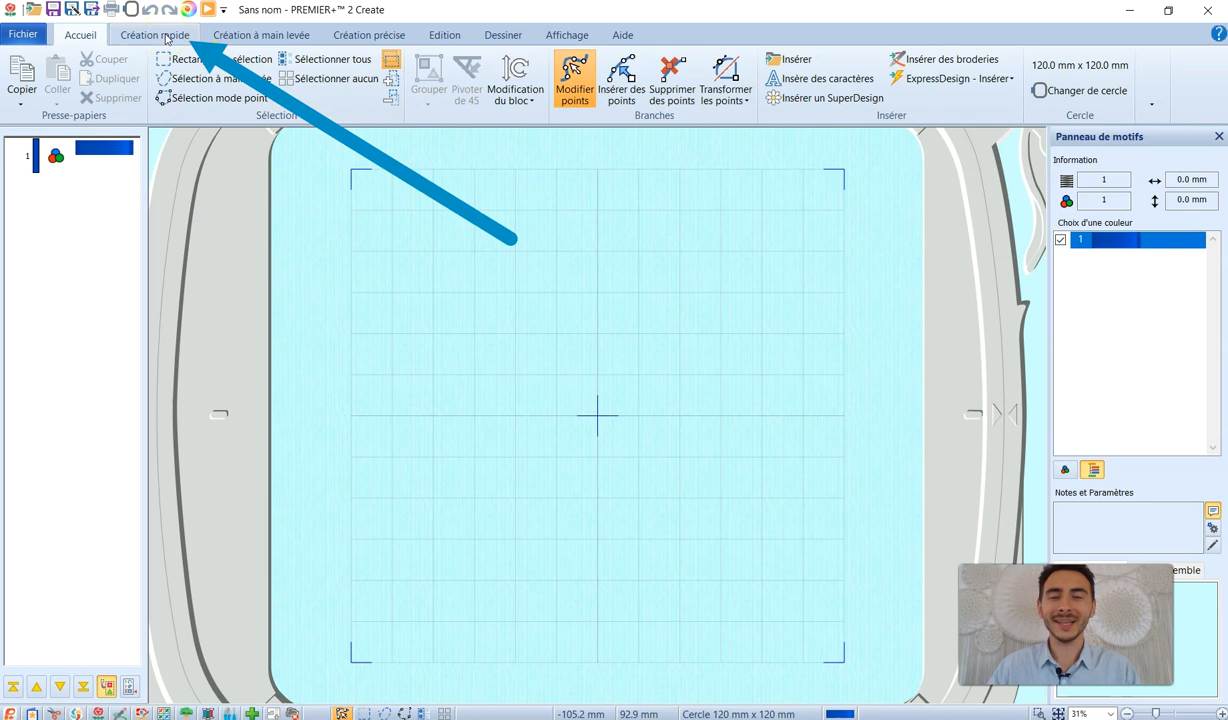 Sans nom - PREMIER+™ 2 Create
Fichier Accueil Création rapide Création à main levée Création précise Edition Dessiner Affichage Aide
Copier
Coller
Couper
Dupliquer
Supprimer
Presse-papiers
Sélection mode point
Sélectionner tous
Sélectionner aucun
Sélection
Grouper
Pivoter de 45
Modification du bloc
Modifier points
Insérer des points
Supprimer des points
Transformer les points
Branches
Insérer
Insère des caractères
Insérer un SuperDesign
Insérer des broderies
ExpressDesign - Insérer
Insérer
120.0 mm x 120.0 mm
Changer de cercle
Cercle
1
Panneau de motifs
Information
1 0.0 mm
1 0.0 mm
Choix d'une couleur
1
Notes et Paramètres
-105.2 mm 92.9 mm Cercle 120 mm x 120 mm 31%